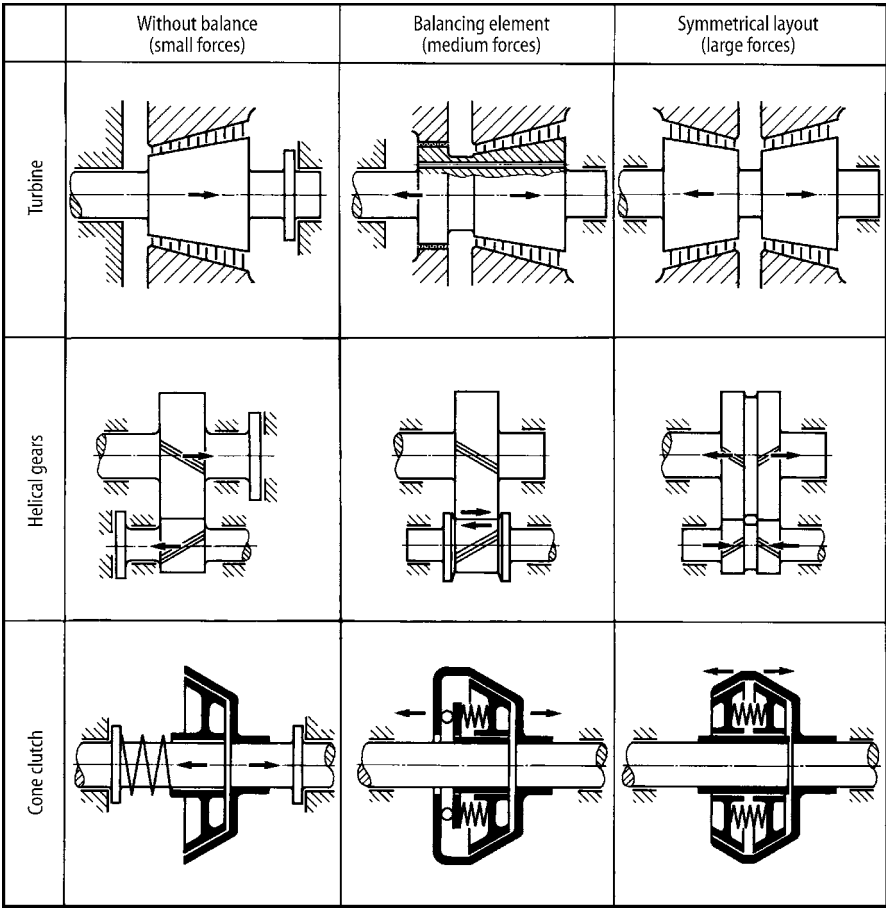 Without balance
(small forces)
Balancing element
(medium forces)
Symmetrical layout
(large forces)
Turbine
Helical gears
Cone clutch